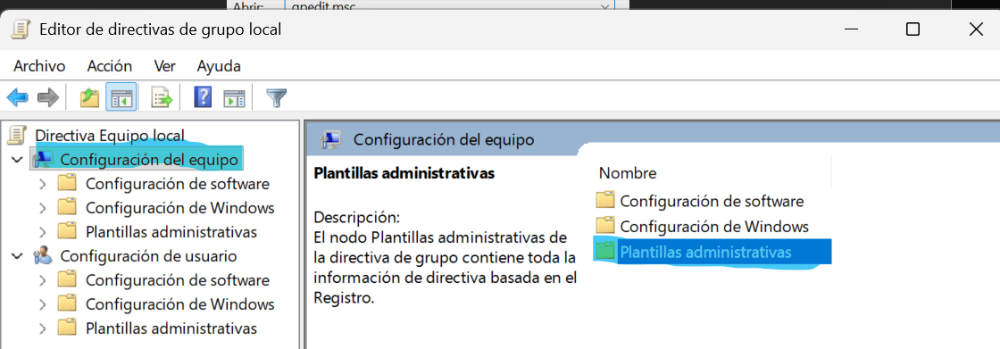 Abrir: gpedit.msc
Editor de directivas de grupo local
Archivo Acción Ver Ayuda
Directiva Equipo local
Configuración del equipo
Configuración de software
Configuración de Windows
Plantillas administrativas
Configuración de usuario
Configuración de software
Configuración de Windows
Plantillas administrativas
Configuración del equipo
Plantillas administrativas
Descripción:
El nodo Plantillas administrativas de
la directiva de grupo contiene toda la
información de directiva basada en el
Registro.
Nombre
Configuración de software
Configuración de Windows
Plantillas administrativas